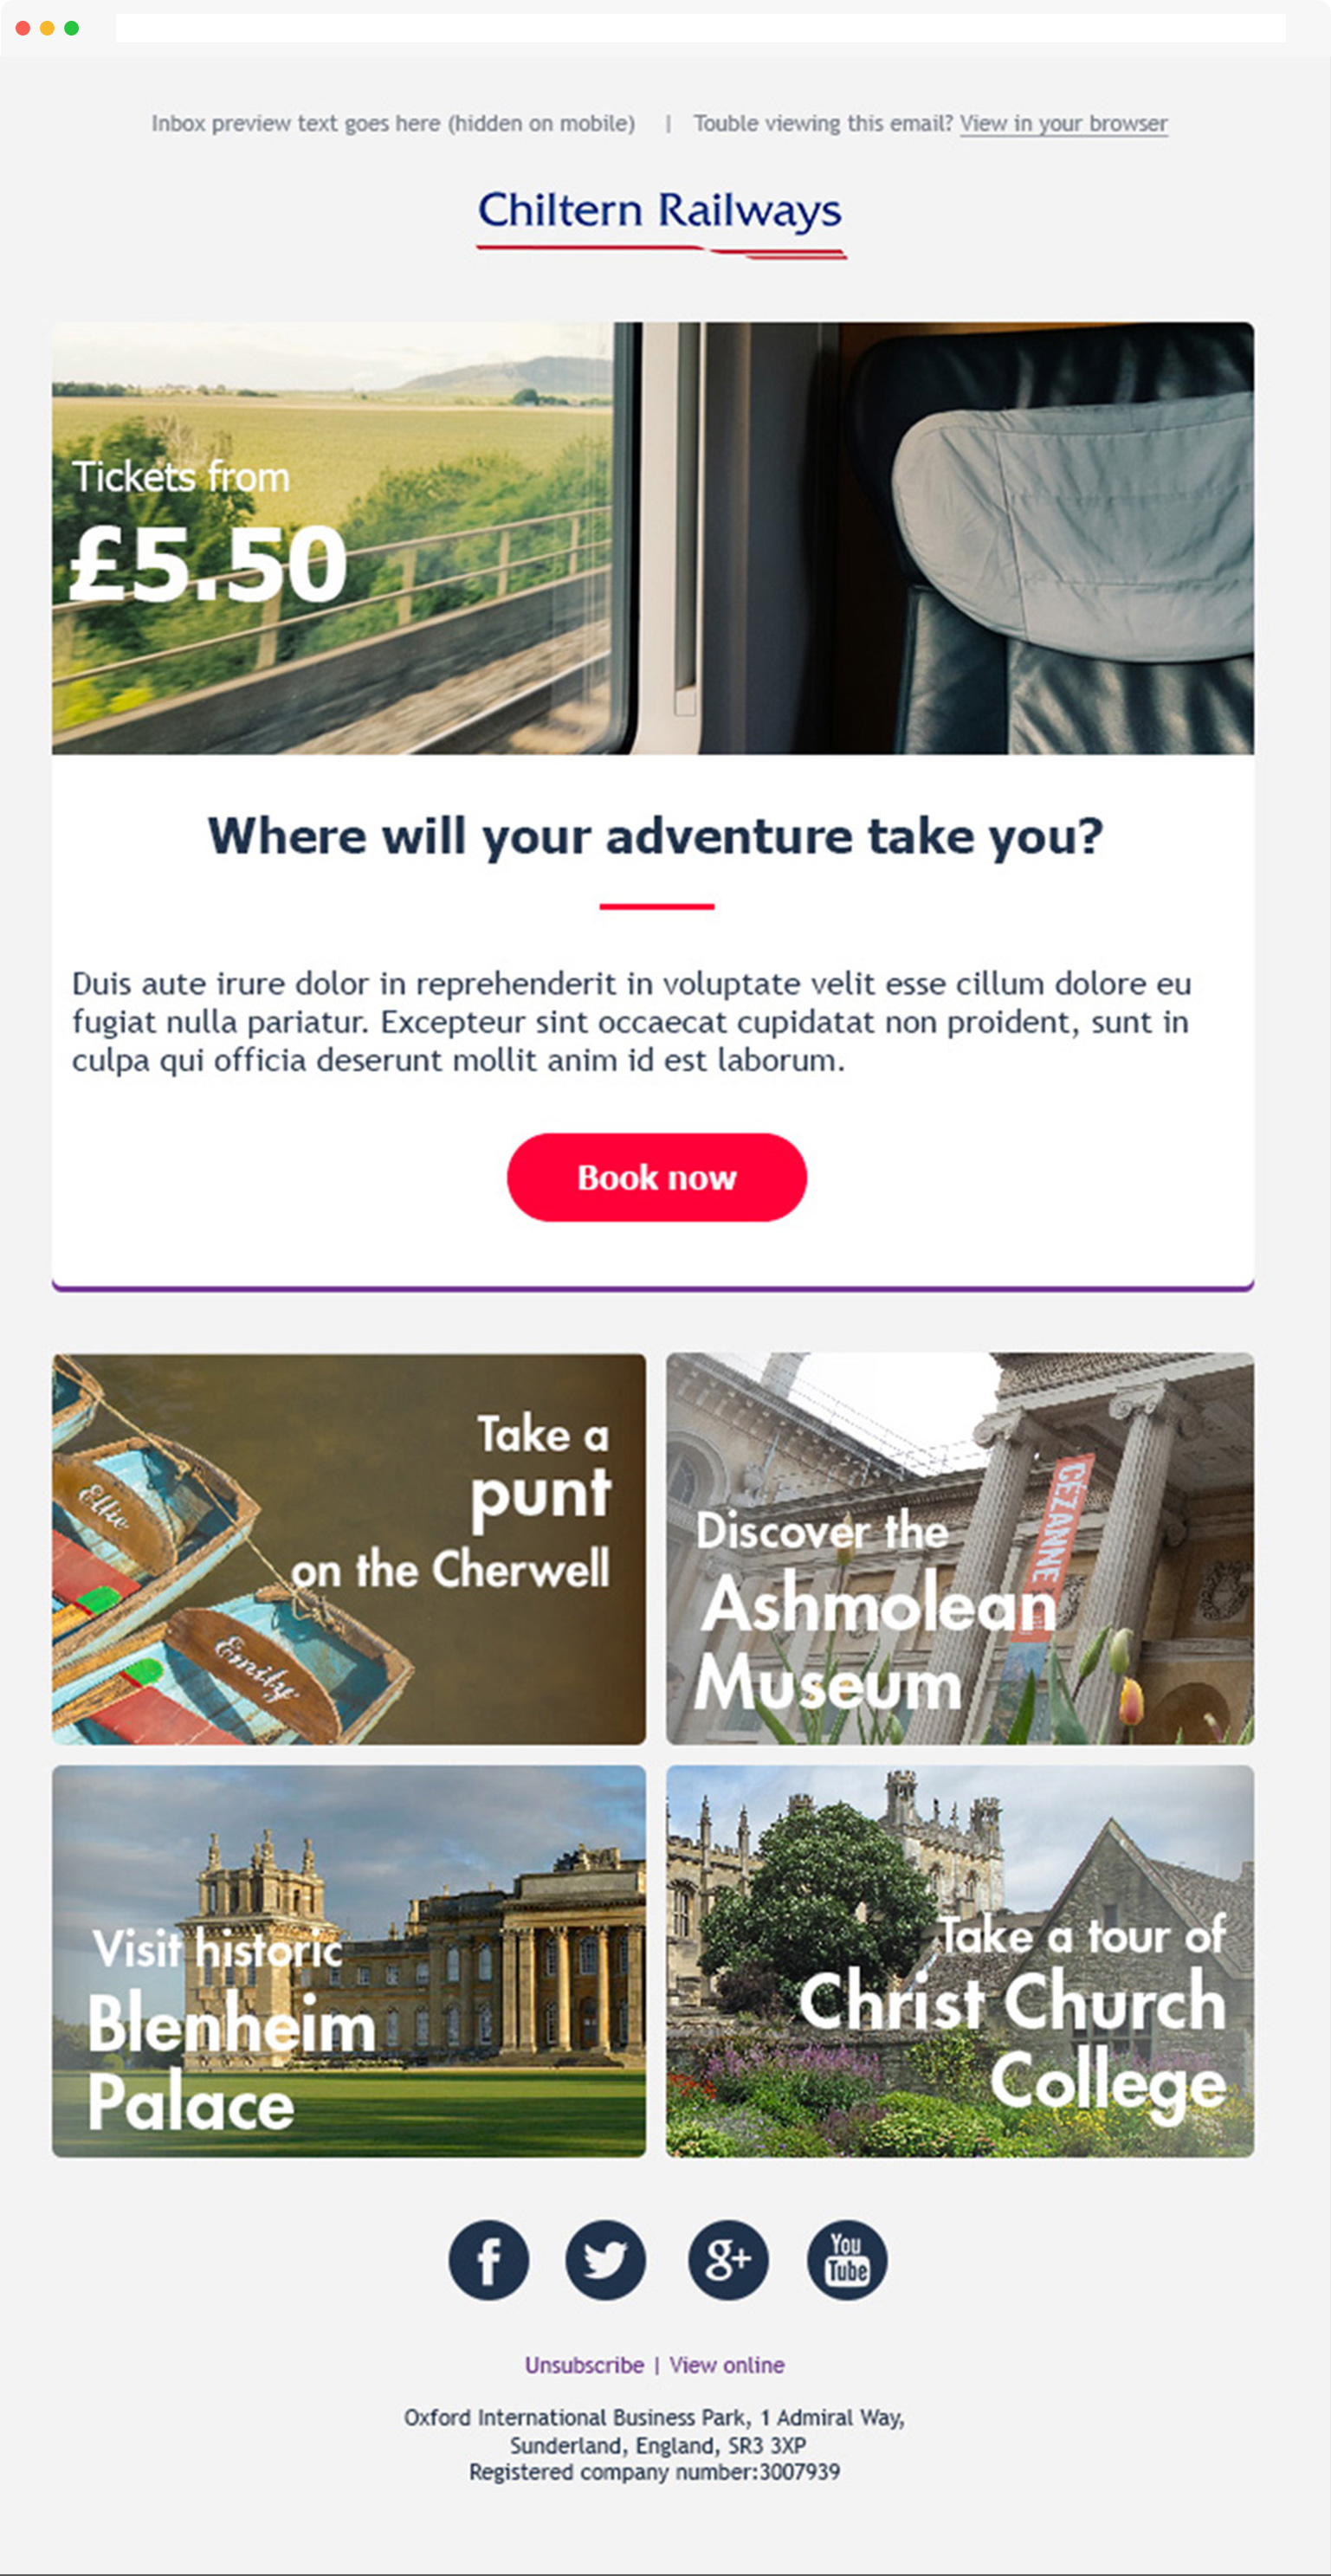 Inbox preview text goes here (hidden on mobile) | Touble viewing this email? View in your browser
Chiltern Railways
Tickets from
£5.50
Where will your adventure take you?
Duis aute irure dolor in reprehenderit in voluptate velit esse cillum dolore eu
fugiat nulla pariatur. Excepteur sint occaecat cupidatat non proident, sunt in
culpa qui officia deserunt mollit anim id est laborum.
Book now
Take a
punt
on the Cherwell
Ellie
Emily
Discover the
Ashmolean
Museum
CÉZANNE
Visit historic
Blenheim
Palace
Take a tour of
Christ Church
College
f
g+
You
Tube
Unsubscribe | View online
Oxford International Business Park, 1 Admiral Way,
Sunderland, England, SR3 3XP
Registered company number:3007939